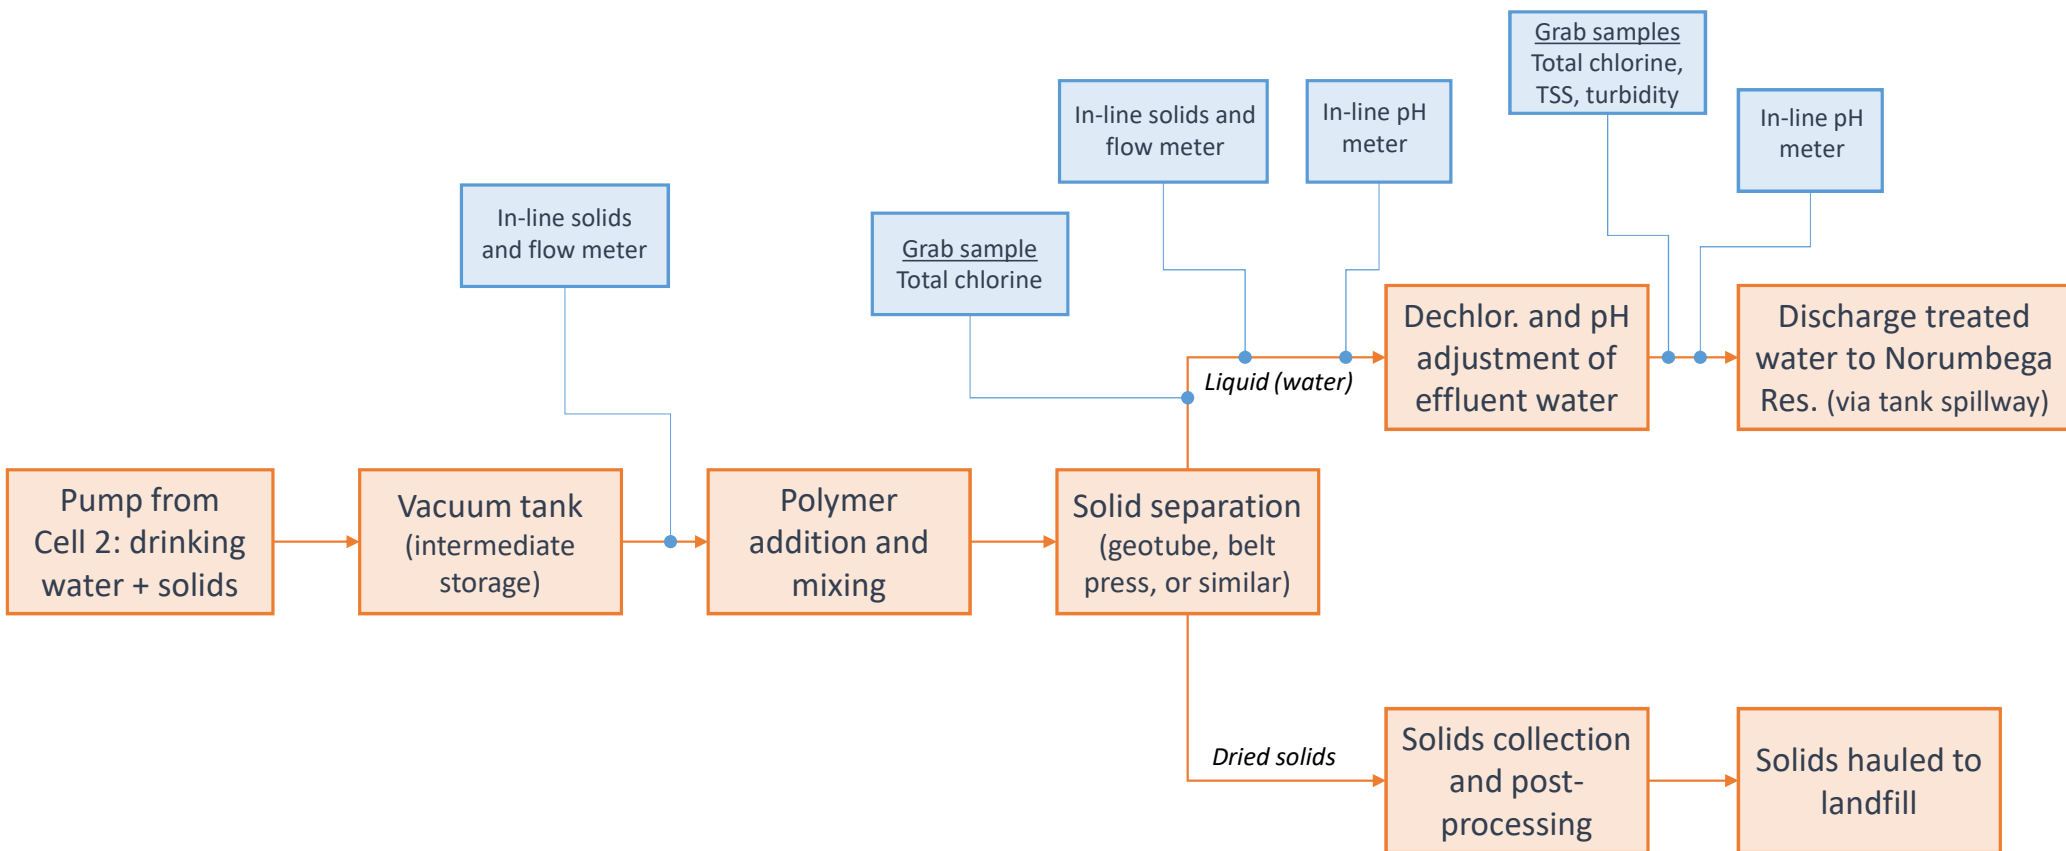 Grab samples
Total chlorine,
TSS, turbidity
In-line solids and
flow meter
In-line pH
meter
In-line pH
meter
In-line solids
and flow meter
Grab sample
Total chlorine
Dechlor. and pH
adjustment of
effluent water
Discharge treated
water to Norumbega
Res. (via tank spillway)
Liquid (water)
Pump from
Cell 2: drinking
water + solids
Vacuum tank
(intermediate
storage)
Polymer
addition and
mixing
Solid separation
(geotube, belt
press, or similar)
Dried solids
Solids collection
and post-
processing
Solids hauled to
landfill